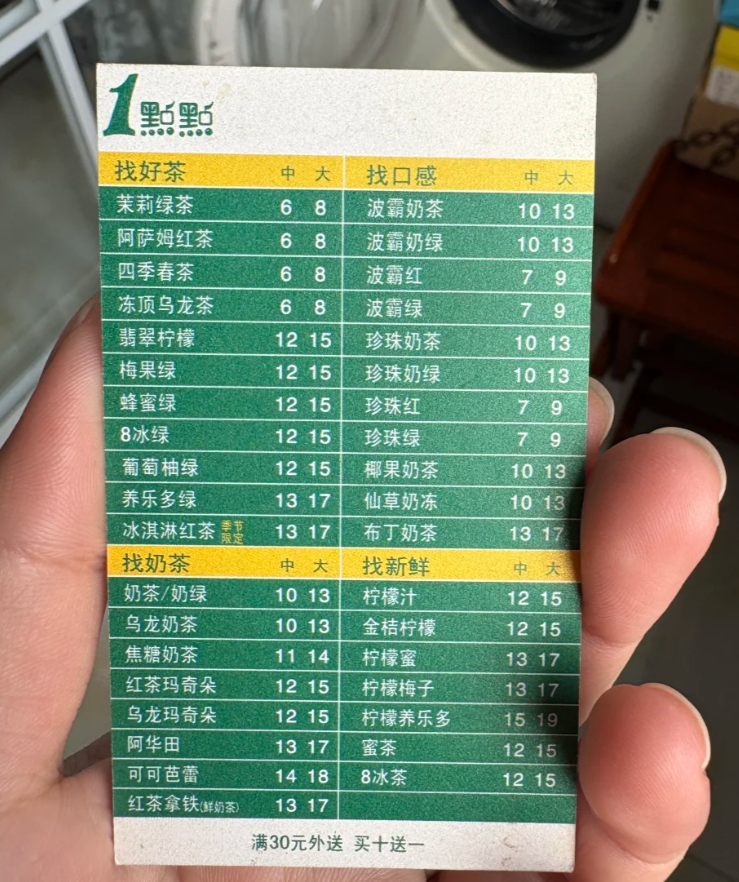 1點點
找好茶 中 大
茉莉绿茶 6 8
阿萨姆红茶 6 8
四季春茶 6 8
冻顶乌龙茶 6 8
翡翠柠檬 12 15
梅果绿 12 15
蜂蜜绿 12 15
8冰绿 12 15
葡萄柚绿 12 15
养乐多绿 13 17
冰淇淋红茶 季节限定 13 17
找奶茶 中 大
奶茶/奶绿 10 13
乌龙奶茶 10 13
焦糖奶茶 11 14
红茶玛奇朵 12 15
乌龙玛奇朵 12 15
阿华田 13 17
可可芭蕾 14 18
红茶拿铁(鲜奶茶) 13 17
找口感 中 大
波霸奶茶 10 13
波霸奶绿 10 13
波霸红 7 9
波霸绿 7 9
珍珠奶茶 10 13
珍珠奶绿 10 13
珍珠红 7 9
珍珠绿 7 9
椰果奶茶 10 13
仙草奶冻 10 13
布丁奶茶 13 17
找新鲜 中 大
柠檬汁 12 15
金桔柠檬 12 15
柠檬蜜 13 17
柠檬梅子 13 17
柠檬养乐多 15 19
蜜茶 12 15
8冰茶 12 15
满30元外送 买十送一